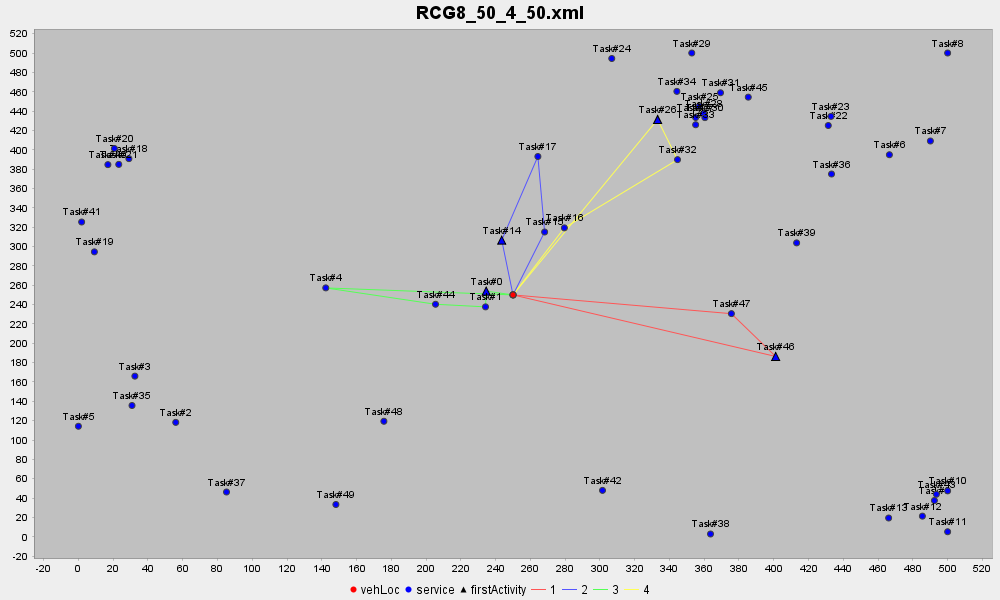 RCG8_50_4_50.xml
520
500
480
460
440
420
400
380
360
340
320
300
280
260
240
220
200
180
160
140
120
100
80
60
40
20
0
-20
Task#24
Task#29
Task#8
Task#34
Task#31
Task#45
Task#25
Task#26
Task#23
Task#22
Task#7
Task#6
Task#32
Task#36
Task#17
Task#20
Task#18
Task#41
Task#19
Task#16
Task#14
Task#39
Task#4
Task#0
Task#44
Task#1
Task#47
Task#46
Task#3
Task#35
Task#5
Task#2
Task#48
Task#37
Task#49
Task#42
Task#38
Task#10
Task#13
Task#12
Task#11
-20 0 20 40 60 80 100 120 140 160 180 200 220 240 260 280 300 320 340 360 380 400 420 440 460 480 500 520
vehLoc service firstActivity 1 2 3 4